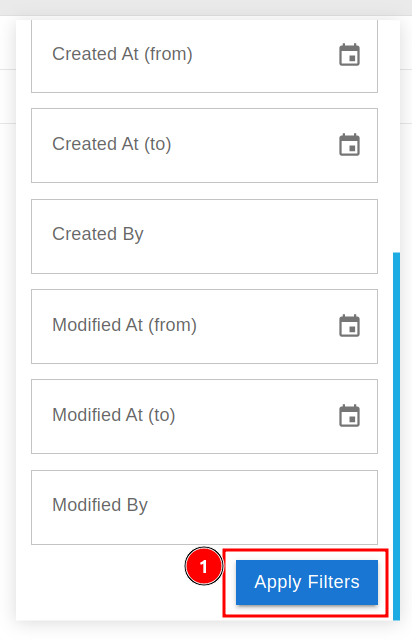 Created At (from)
Created At (to)
Created By
Modified At (from)
Modified At (to)
Modified By
1
Apply Filters